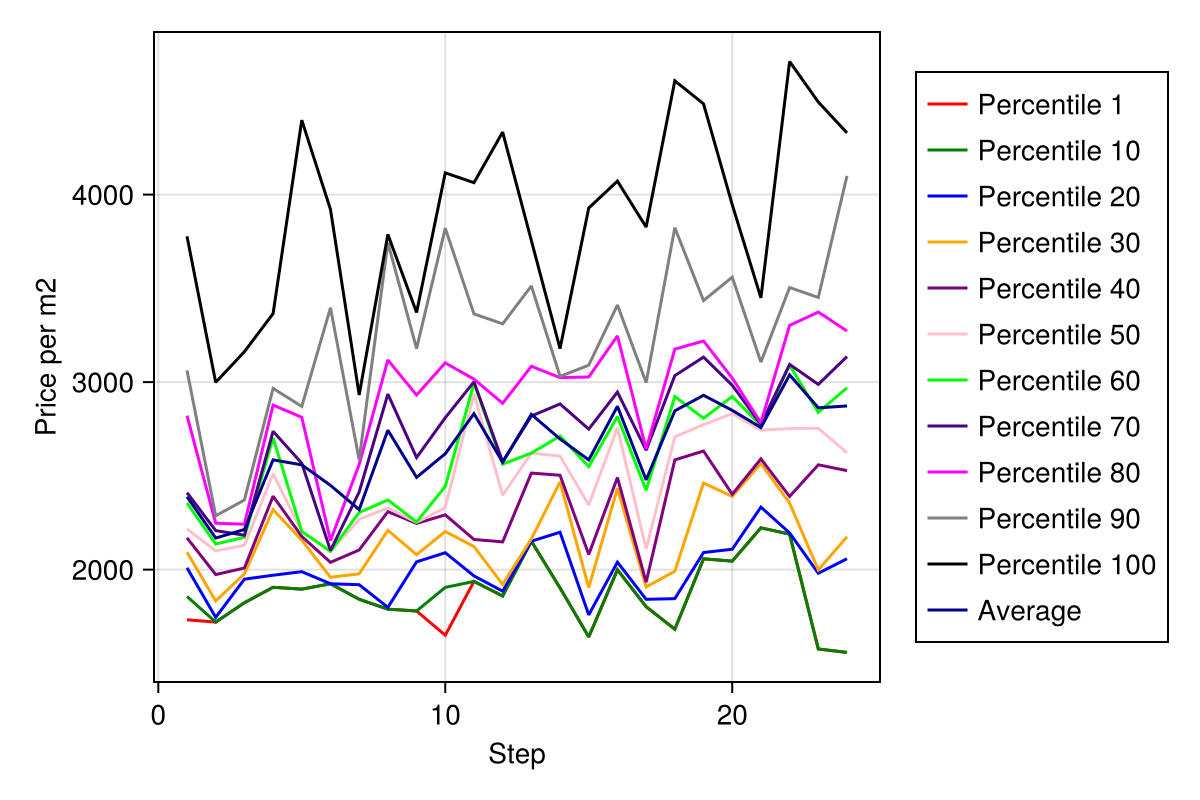 4000
3000
2000
Price per m2
0
10
20
Step
Percentile 1
Percentile 10
Percentile 20
Percentile 30
Percentile 40
Percentile 50
Percentile 60
Percentile 70
Percentile 80
Percentile 90
Percentile 100
Average